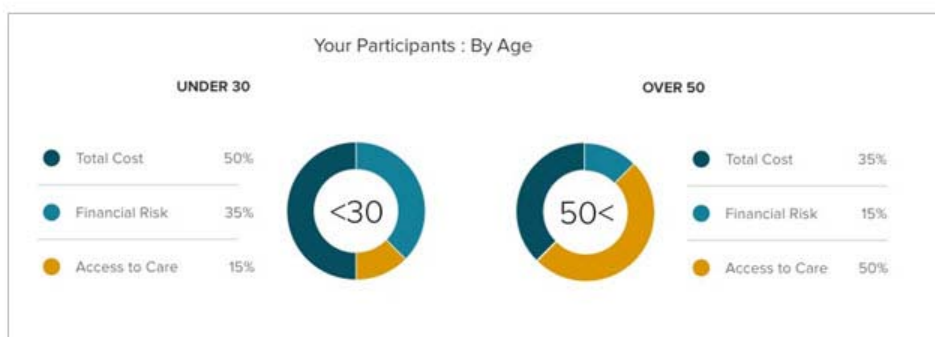 Your Participants : By Age
UNDER 30
Total Cost 50%
Financial Risk 35%
Access to Care 15%
<30
OVER 50
50<
Total Cost 35%
Financial Risk 15%
Access to Care 50%